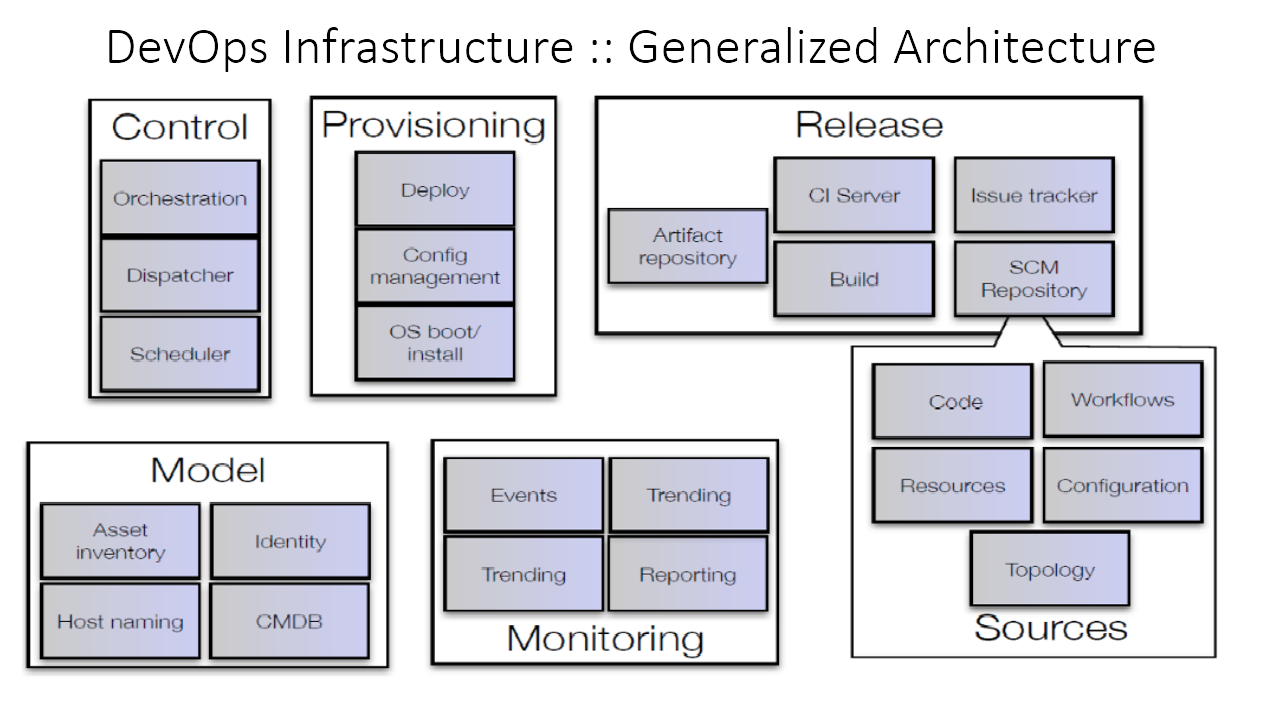 DevOps Infrastructure :: Generalized Architecture
Control
Orchestration
Dispatcher
Scheduler
Provisioning
Deploy
Config
management
OS boot/
install
Release
Artifact
repository
CI Server
Build
Issue tracker
SCM
Repository
Code
Workflows
Resources
Configuration
Topology
Sources
Model
Asset
inventory
Identity
Host naming
CMDB
Events
Trending
Trending
Reporting
Monitoring